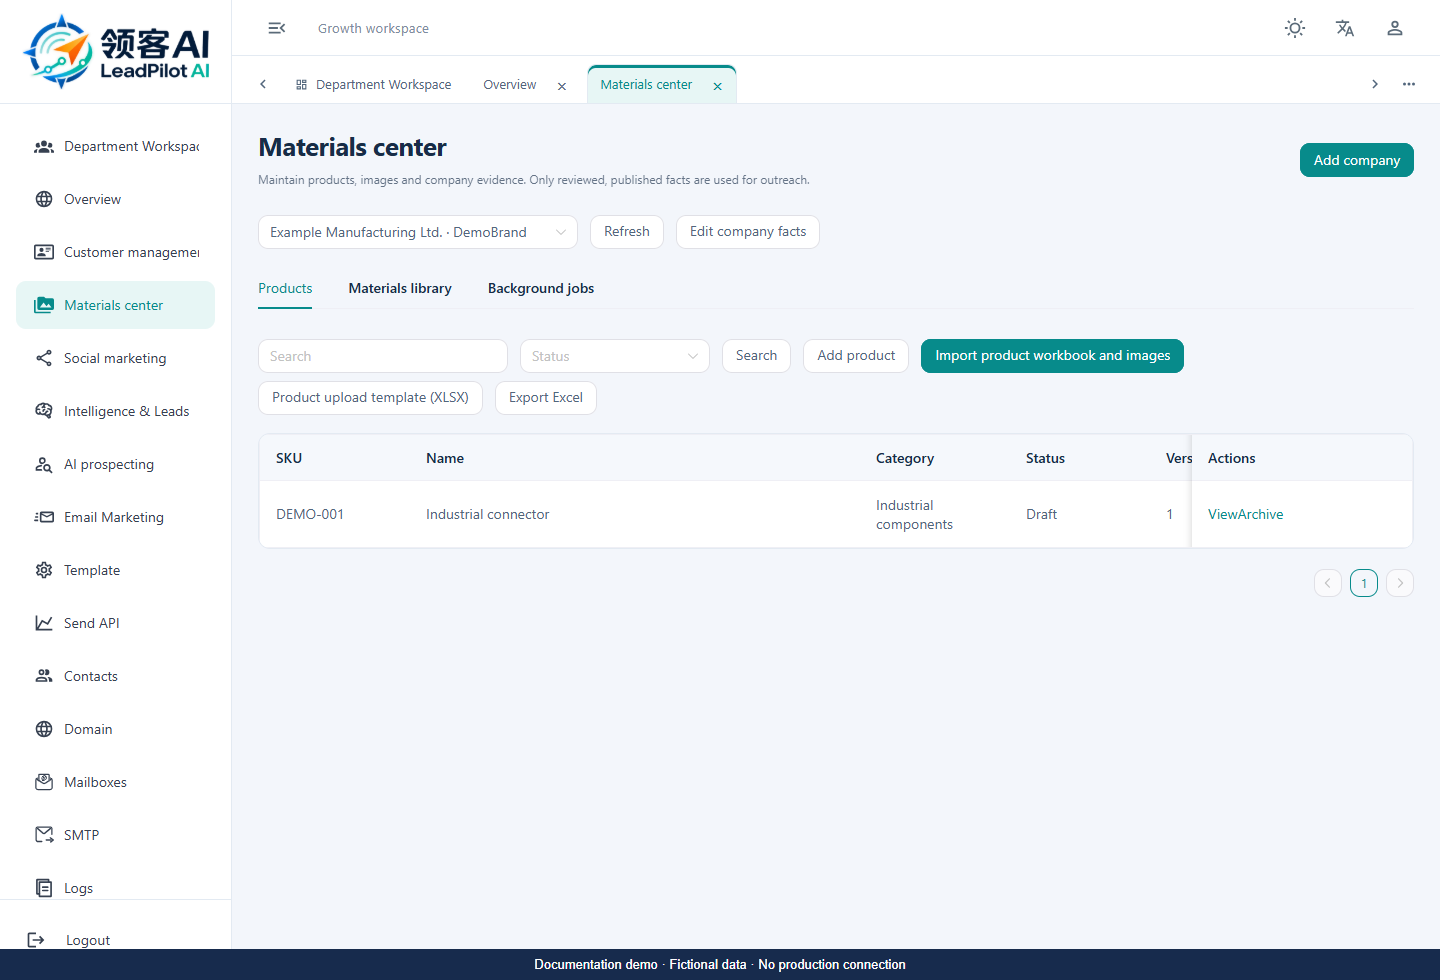 领客AI
LeadPilot AI
Growth workspace
Department Workspace
Overview
Materials center
Department Workspac
Overview
Customer managemen
Materials center
Social marketing
Intelligence & Leads
AI prospecting
Email Marketing
Template
Send API
Contacts
Domain
Mailboxes
SMTP
Logs
Logout
Materials center
Maintain products, images and company evidence. Only reviewed, published facts are used for outreach.
Add company
Example Manufacturing Ltd. · DemoBrand
Refresh
Edit company facts
Products
Materials library
Background jobs
Search
Status
Search
Add product
Import product workbook and images
Product upload template (XLSX)
Export Excel
SKU
Name
Category
Status
Vers
Actions
DEMO-001
Industrial connector
Industrial
components
Draft
1
ViewArchive
1
Documentation demo · Fictional data · No production connection